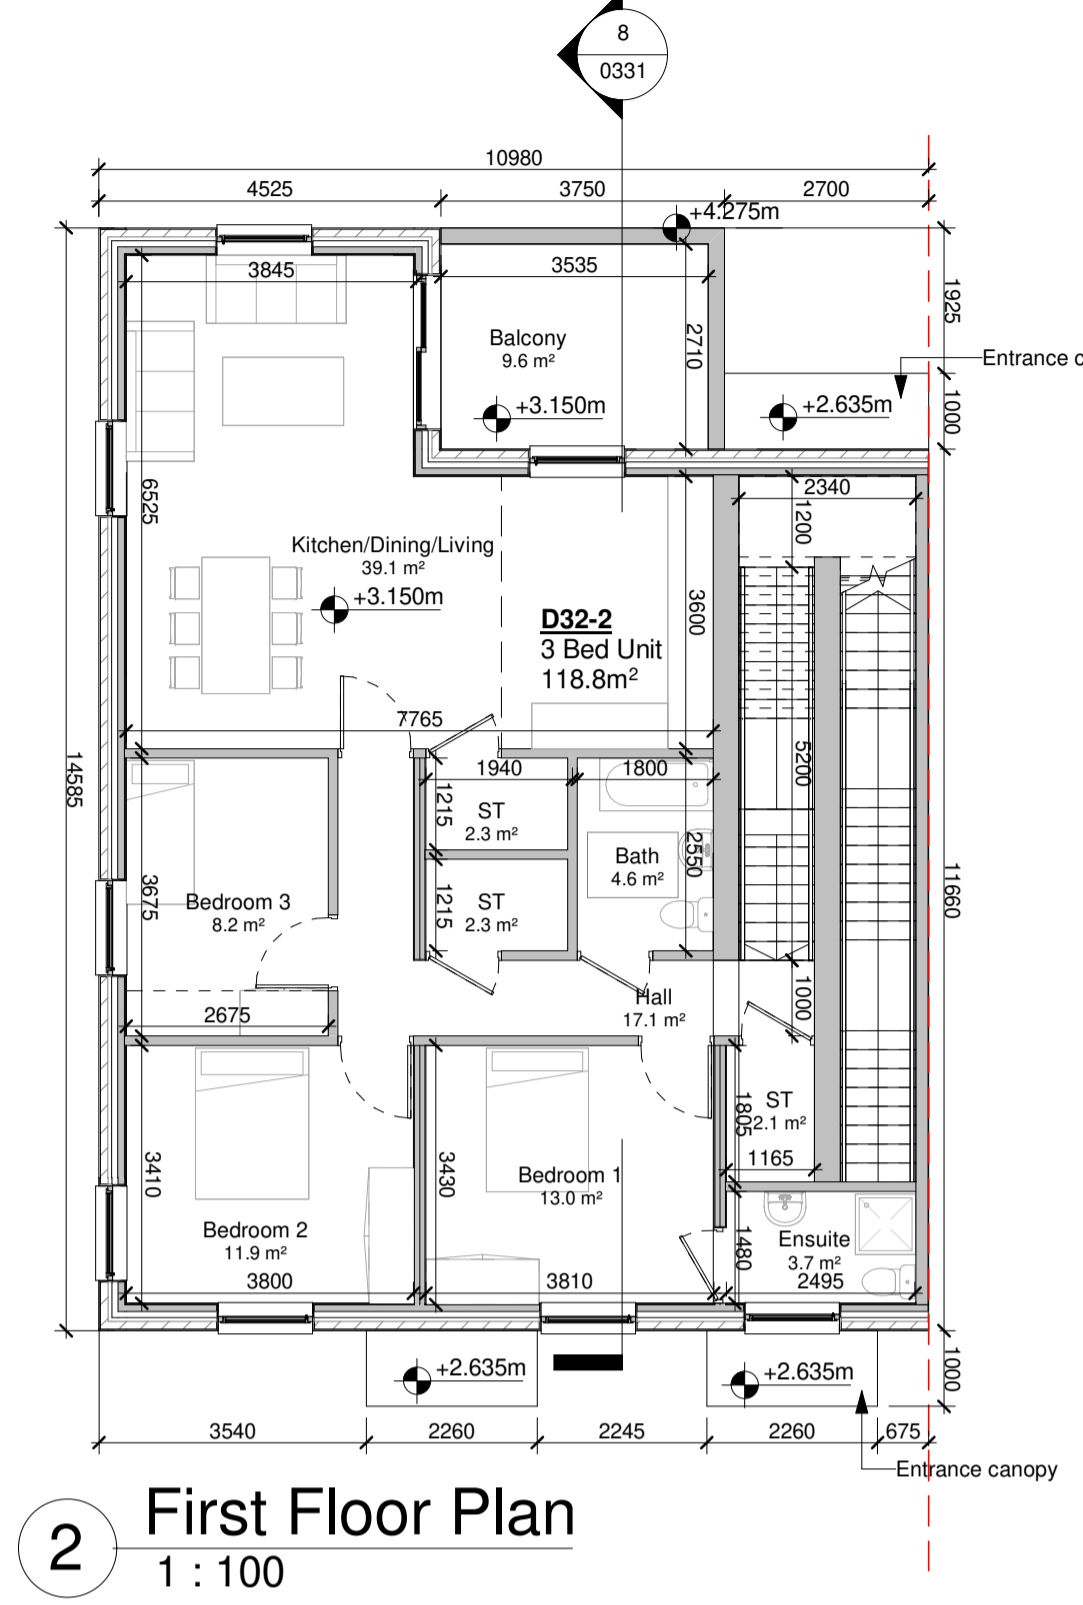 8
0331
10980
4525
3750
2700
+4.275m
3845
3535
1925
Balcony
9.6 m²
2710
Entrance c
+3.150m
+2.635m
1000
6525
2340
1200
Kitchen/Dining/Living
39.1 m²
+3.150m
D32-2
3 Bed Unit
118.8m²
3600
7765
14585
1940
1800
5200
1215
ST
2.3 m²
Bath
4.6 m²
2550
Bedroom 3
8.2 m²
3675
1215
ST
2.3 m²
11660
Hall
17.1 m²
1000
2675
ST
2.1 m²
1805
1165
3410
3430
Bedroom 1
13.0 m²
Bedroom 2
11.9 m²
1480
Ensuite
3.7 m²
3800
3810
2495
+2.635m
+2.635m
1000
3540
2260
2245
2260
675
Entrance canopy
2
First Floor Plan
1 : 100